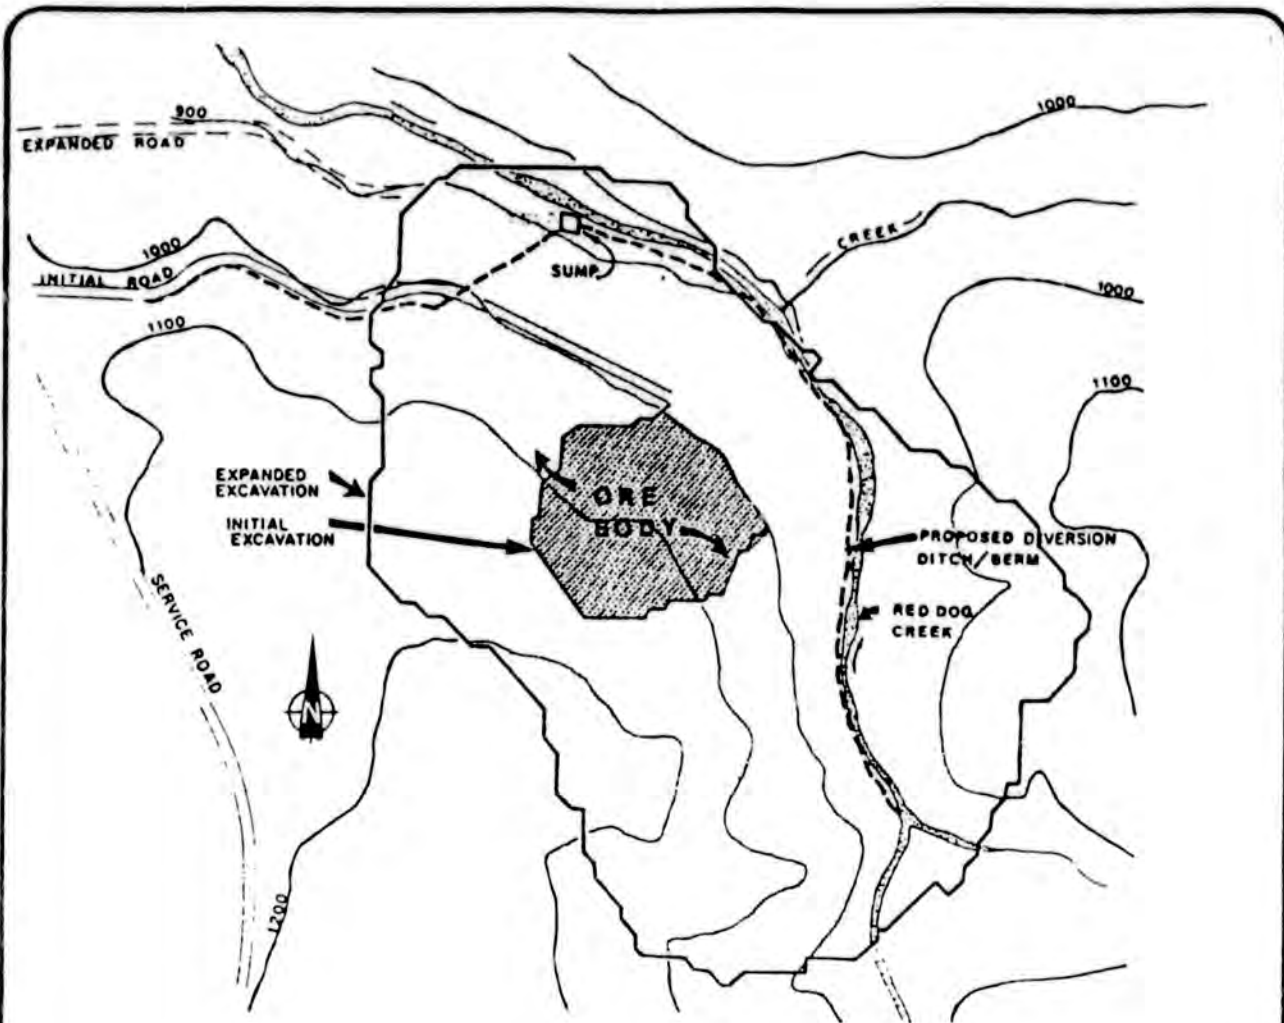 1000
900
EXPANDED ROAD
CREEK
1000
INITIAL ROAD
SUMP
1000
1100
1100
EXPANDED
EXCAVATION
ORE
BODY
INITIAL
EXCAVATION
PROPOSED DIVERSION
DITCH/BERM
SERVICE ROAD
RED DOG
CREEK
N
1200